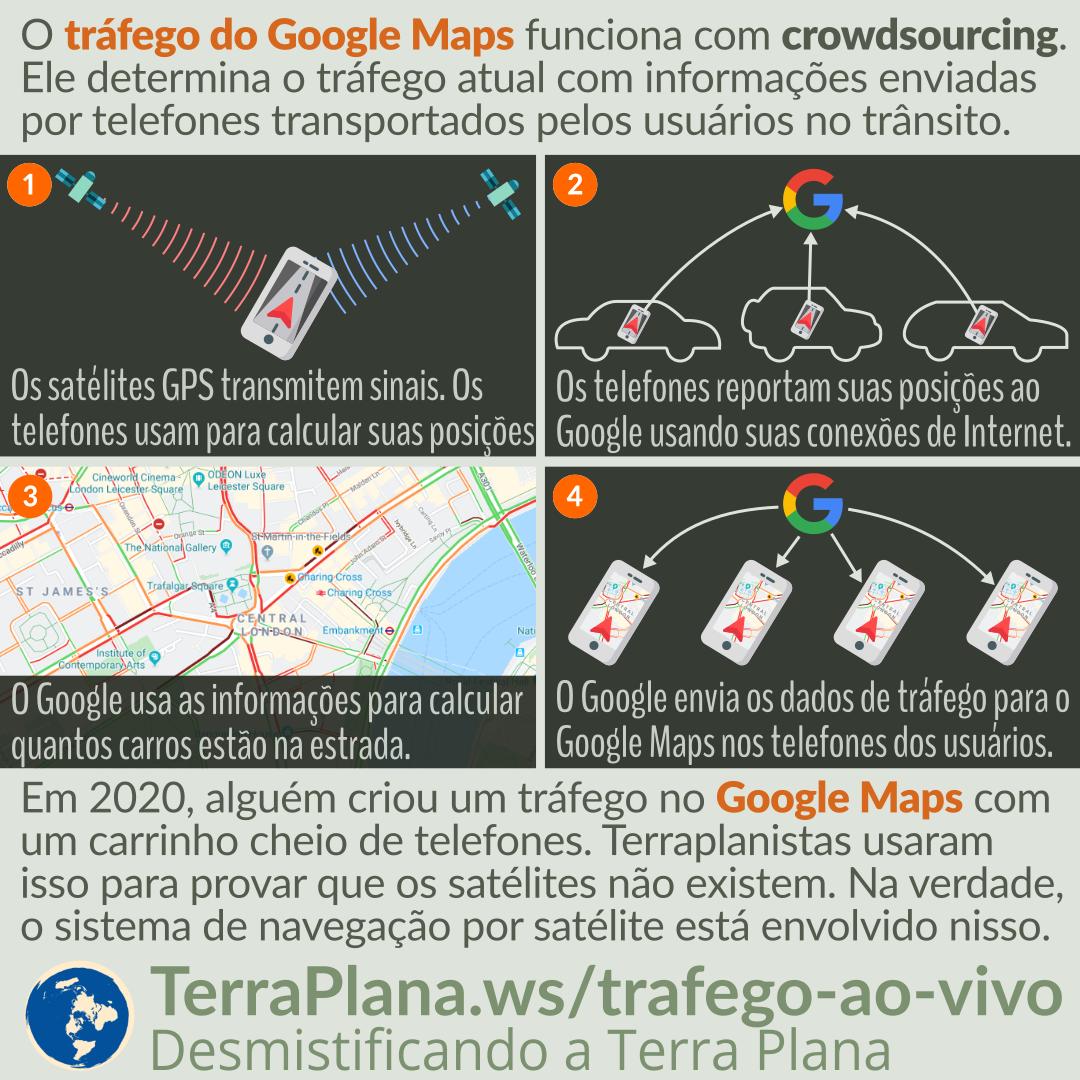 O tráfego do Google Maps funciona com crowdsourcing.
Ele determina o tráfego atual com informações enviadas
por telefones transportados pelos usuários no trânsito.
1
Os satélites GPS transmitem sinais. Os
telefones usam para calcular suas posições
2
Os telefones reportam suas posições ao
Google usando suas conexões de Internet.
3
Cineworld Cinema
London Leicester Square
ODEON Luxe
Leicester Square
Orange St
The National Gallery
St-Martin-in-the-Fields
Trafalgar Square
Charing Cross
Charing Cross
ST JAMES'S
CENTRAL
LONDON
Embankment
Institute of
Contemporary Arts
A301
Waterloo
Nati
O Google usa as informações para calcular
quantos carros estão na estrada.
4
O Google envia os dados de tráfego para o
Google Maps nos telefones dos usuários.
Em 2020, alguém criou um tráfego no Google Maps com
um carrinho cheio de telefones. Terraplanistas usaram
isso para provar que os satélites não existem. Na verdade,
o sistema de navegação por satélite está envolvido nisso.
TerraPlana.ws/trafego-ao-vivo
Desmistificando a Terra Plana